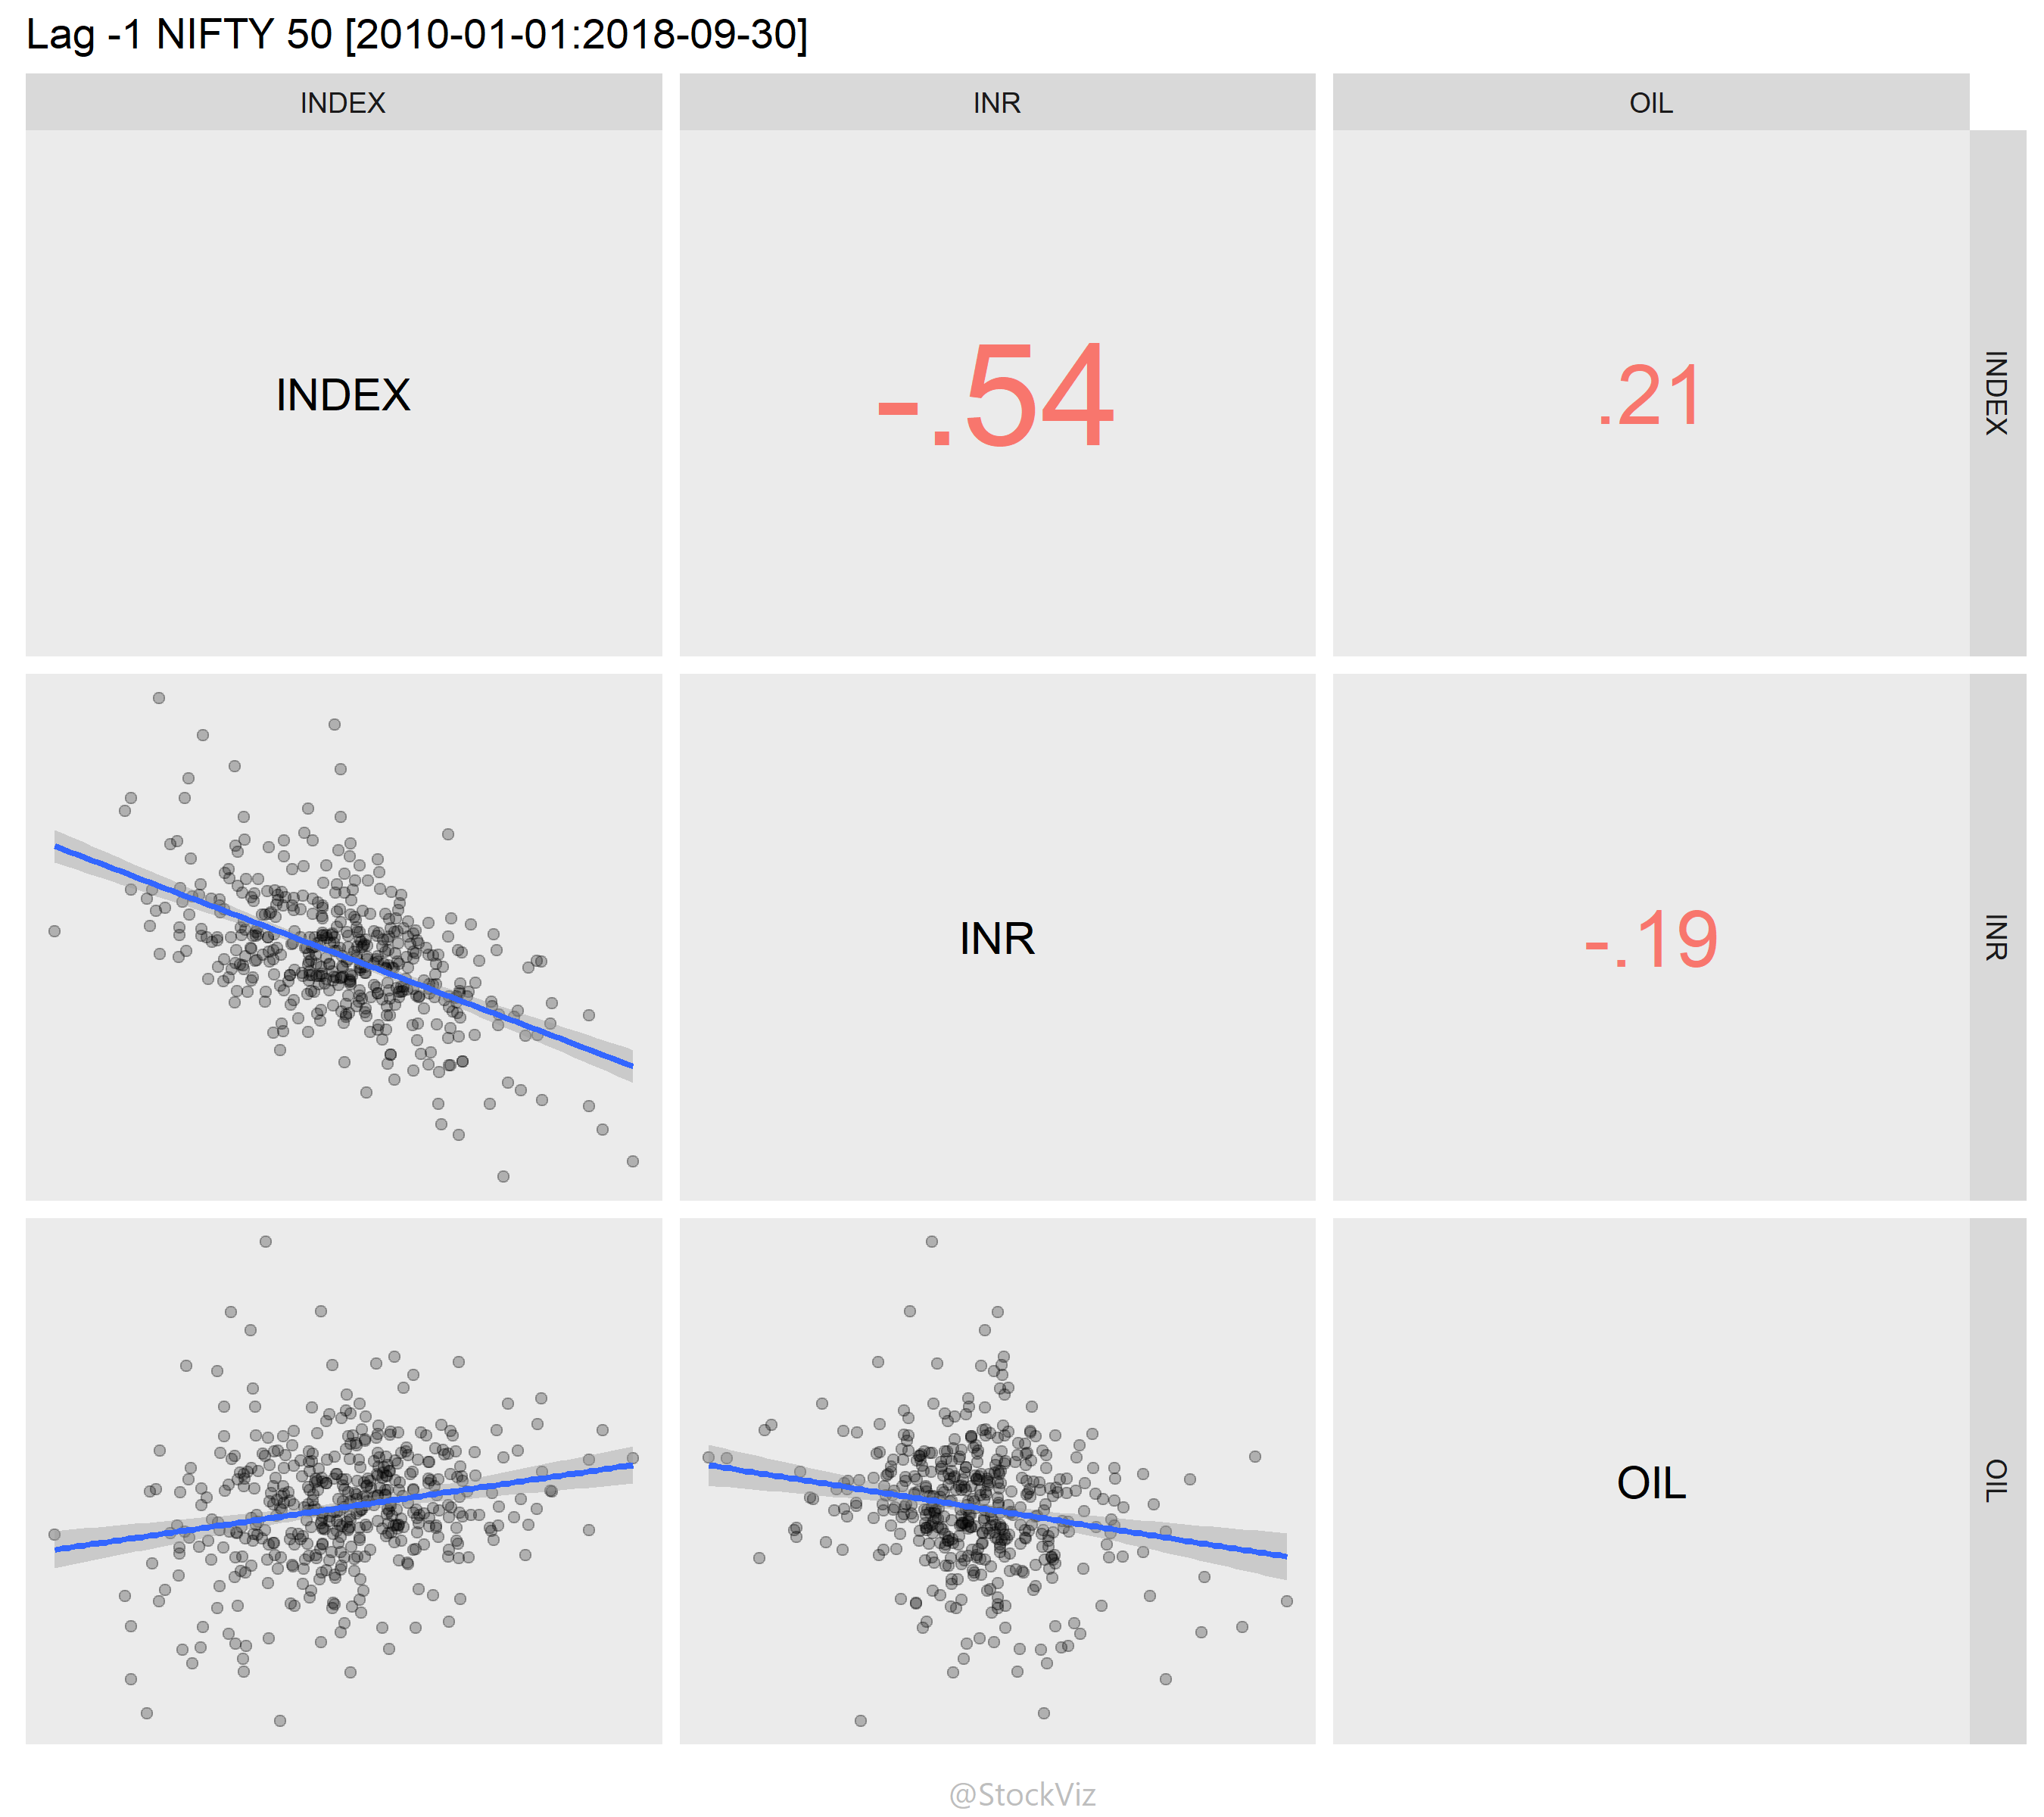 Lag -1 NIFTY 50 [2010-01-01:2018-09-30]
INDEX
INR
OIL
INDEX
-.54
.21
INDEX
INR
-.19
INR
OIL
OIL
@StockViz